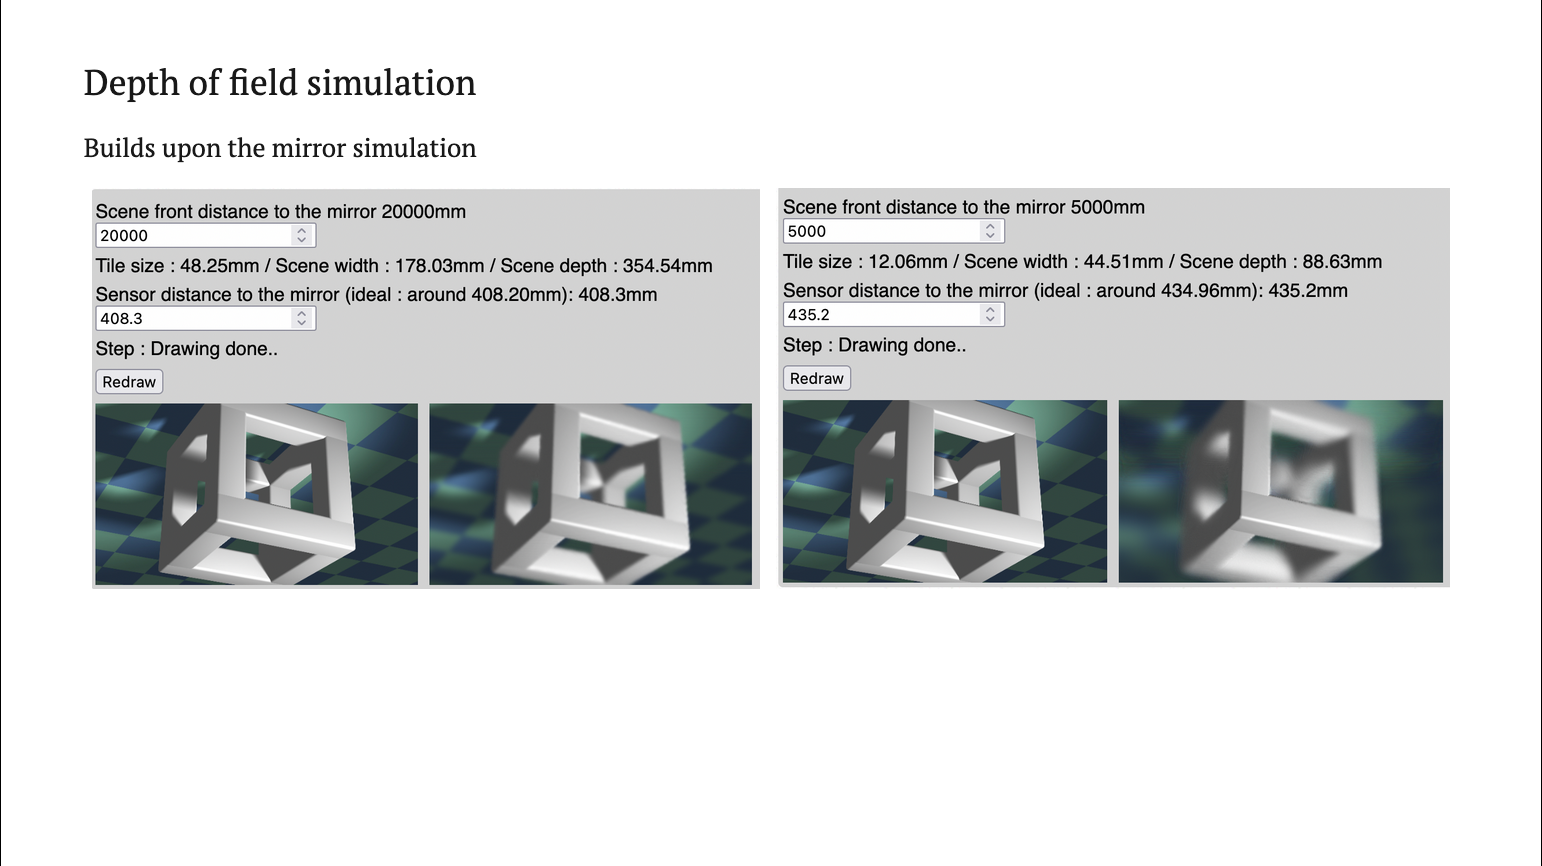 Depth of field simulation
Builds upon the mirror simulation
Scene front distance to the mirror 20000mm
20000
Tile size : 48.25mm / Scene width : 178.03mm / Scene depth : 354.54mm
Sensor distance to the mirror (ideal : around 408.20mm): 408.3mm
408.3
Step : Drawing done..
Redraw
Scene front distance to the mirror 5000mm
5000
Tile size : 12.06mm / Scene width : 44.51mm / Scene depth : 88.63mm
Sensor distance to the mirror (ideal : around 434.96mm): 435.2mm
435.2
Step : Drawing done..
Redraw